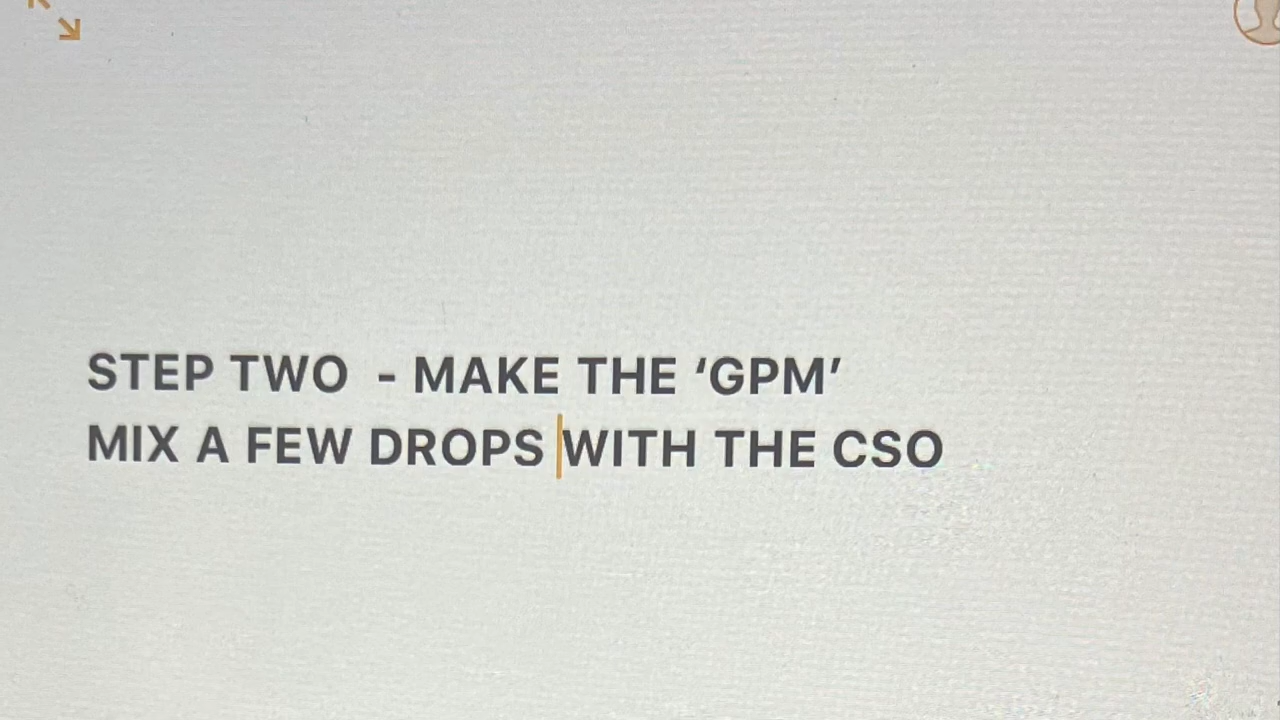 STEP TWO  - MAKE THE ‘GPM’
MIX A FEW DROPS WITH THE CSO